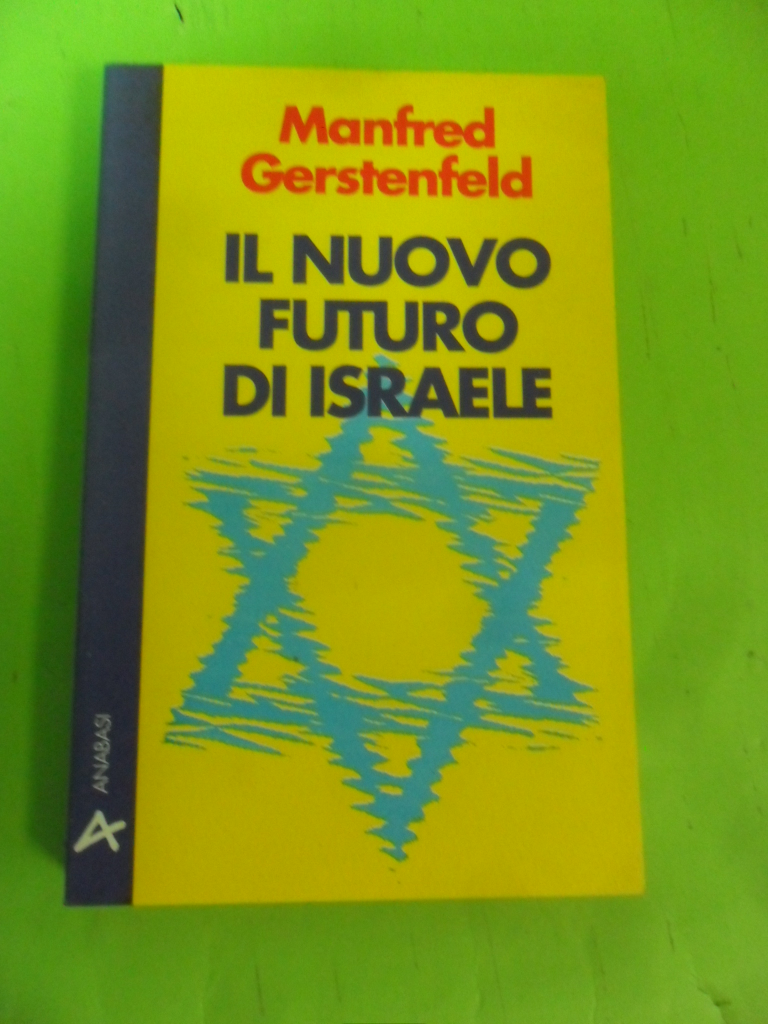 Manfred
Gerstenfeld
IL NUOVO
FUTURO
DI ISRAELE
ANABASI